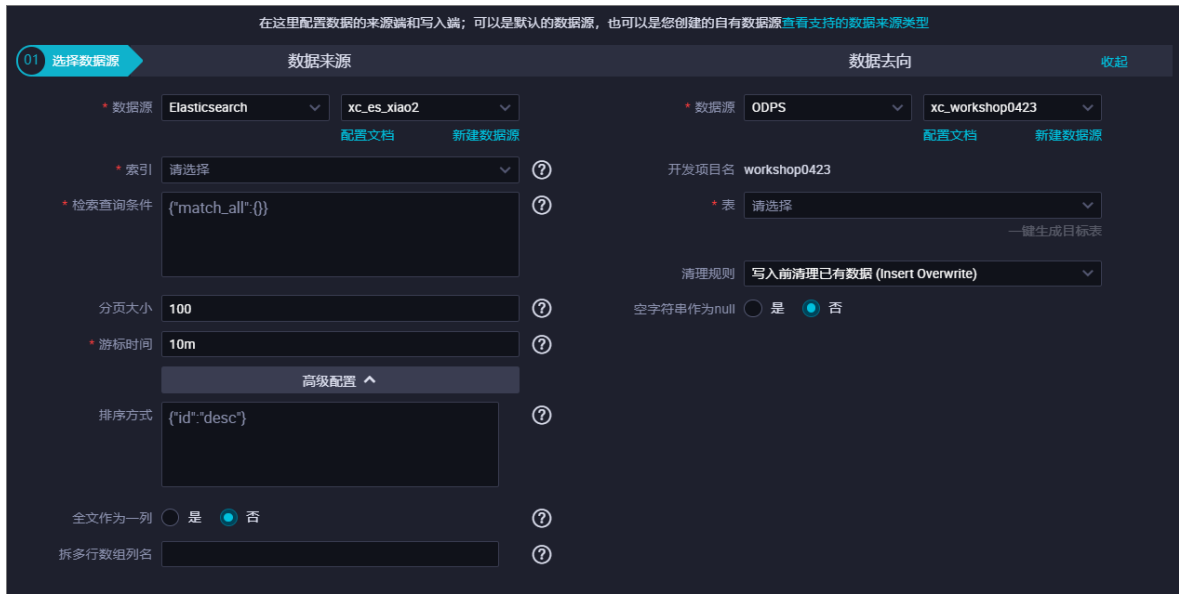 在这里配置数据的来源端和写入端；可以是默认的数据源，也可以是您创建的自有数据源查看支持的数据来源类型
01 选择数据源 数据来源 数据去向 收起
* 数据源 Elasticsearch xc_es_xiao2 * 数据源 ODPS xc_workshop0423
配置文档 新建数据源 配置文档 新建数据源
* 索引 请选择 ? 开发项目名 workshop0423
* 检索查询条件 {"match_all":{}} ? * 表 请选择
一键生成目标表
清理规则 写入前清理已有数据 (Insert Overwrite)
分页大小 100 ? 空字符串作为null 是 否
* 游标时间 10m ?
高级配置
排序方式 {"id":"desc"} ?
全文作为一列 是 否 ?
拆多行数组列名 ?